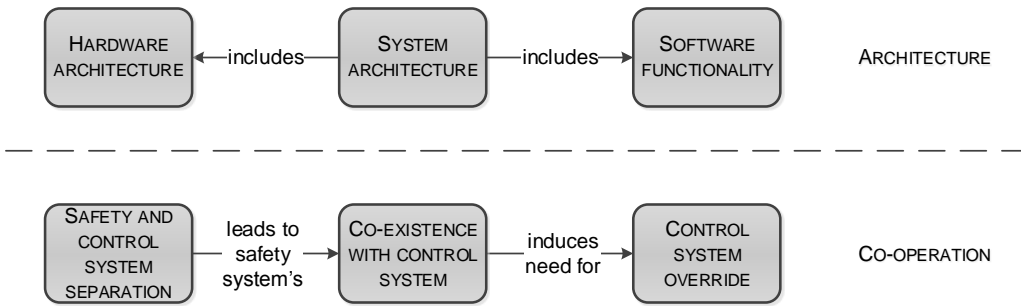 HARDWARE
ARCHITECTURE
includes
SYSTEM
ARCHITECTURE
includes
SOFTWARE
FUNCTIONALITY
ARCHITECTURE
SAFETY AND
CONTROL
SYSTEM
SEPARATION
leads to
safety
system’s
CO-EXISTENCE
WITH CONTROL
SYSTEM
induces
need for
CONTROL
SYSTEM
OVERRIDE
CO-OPERATION